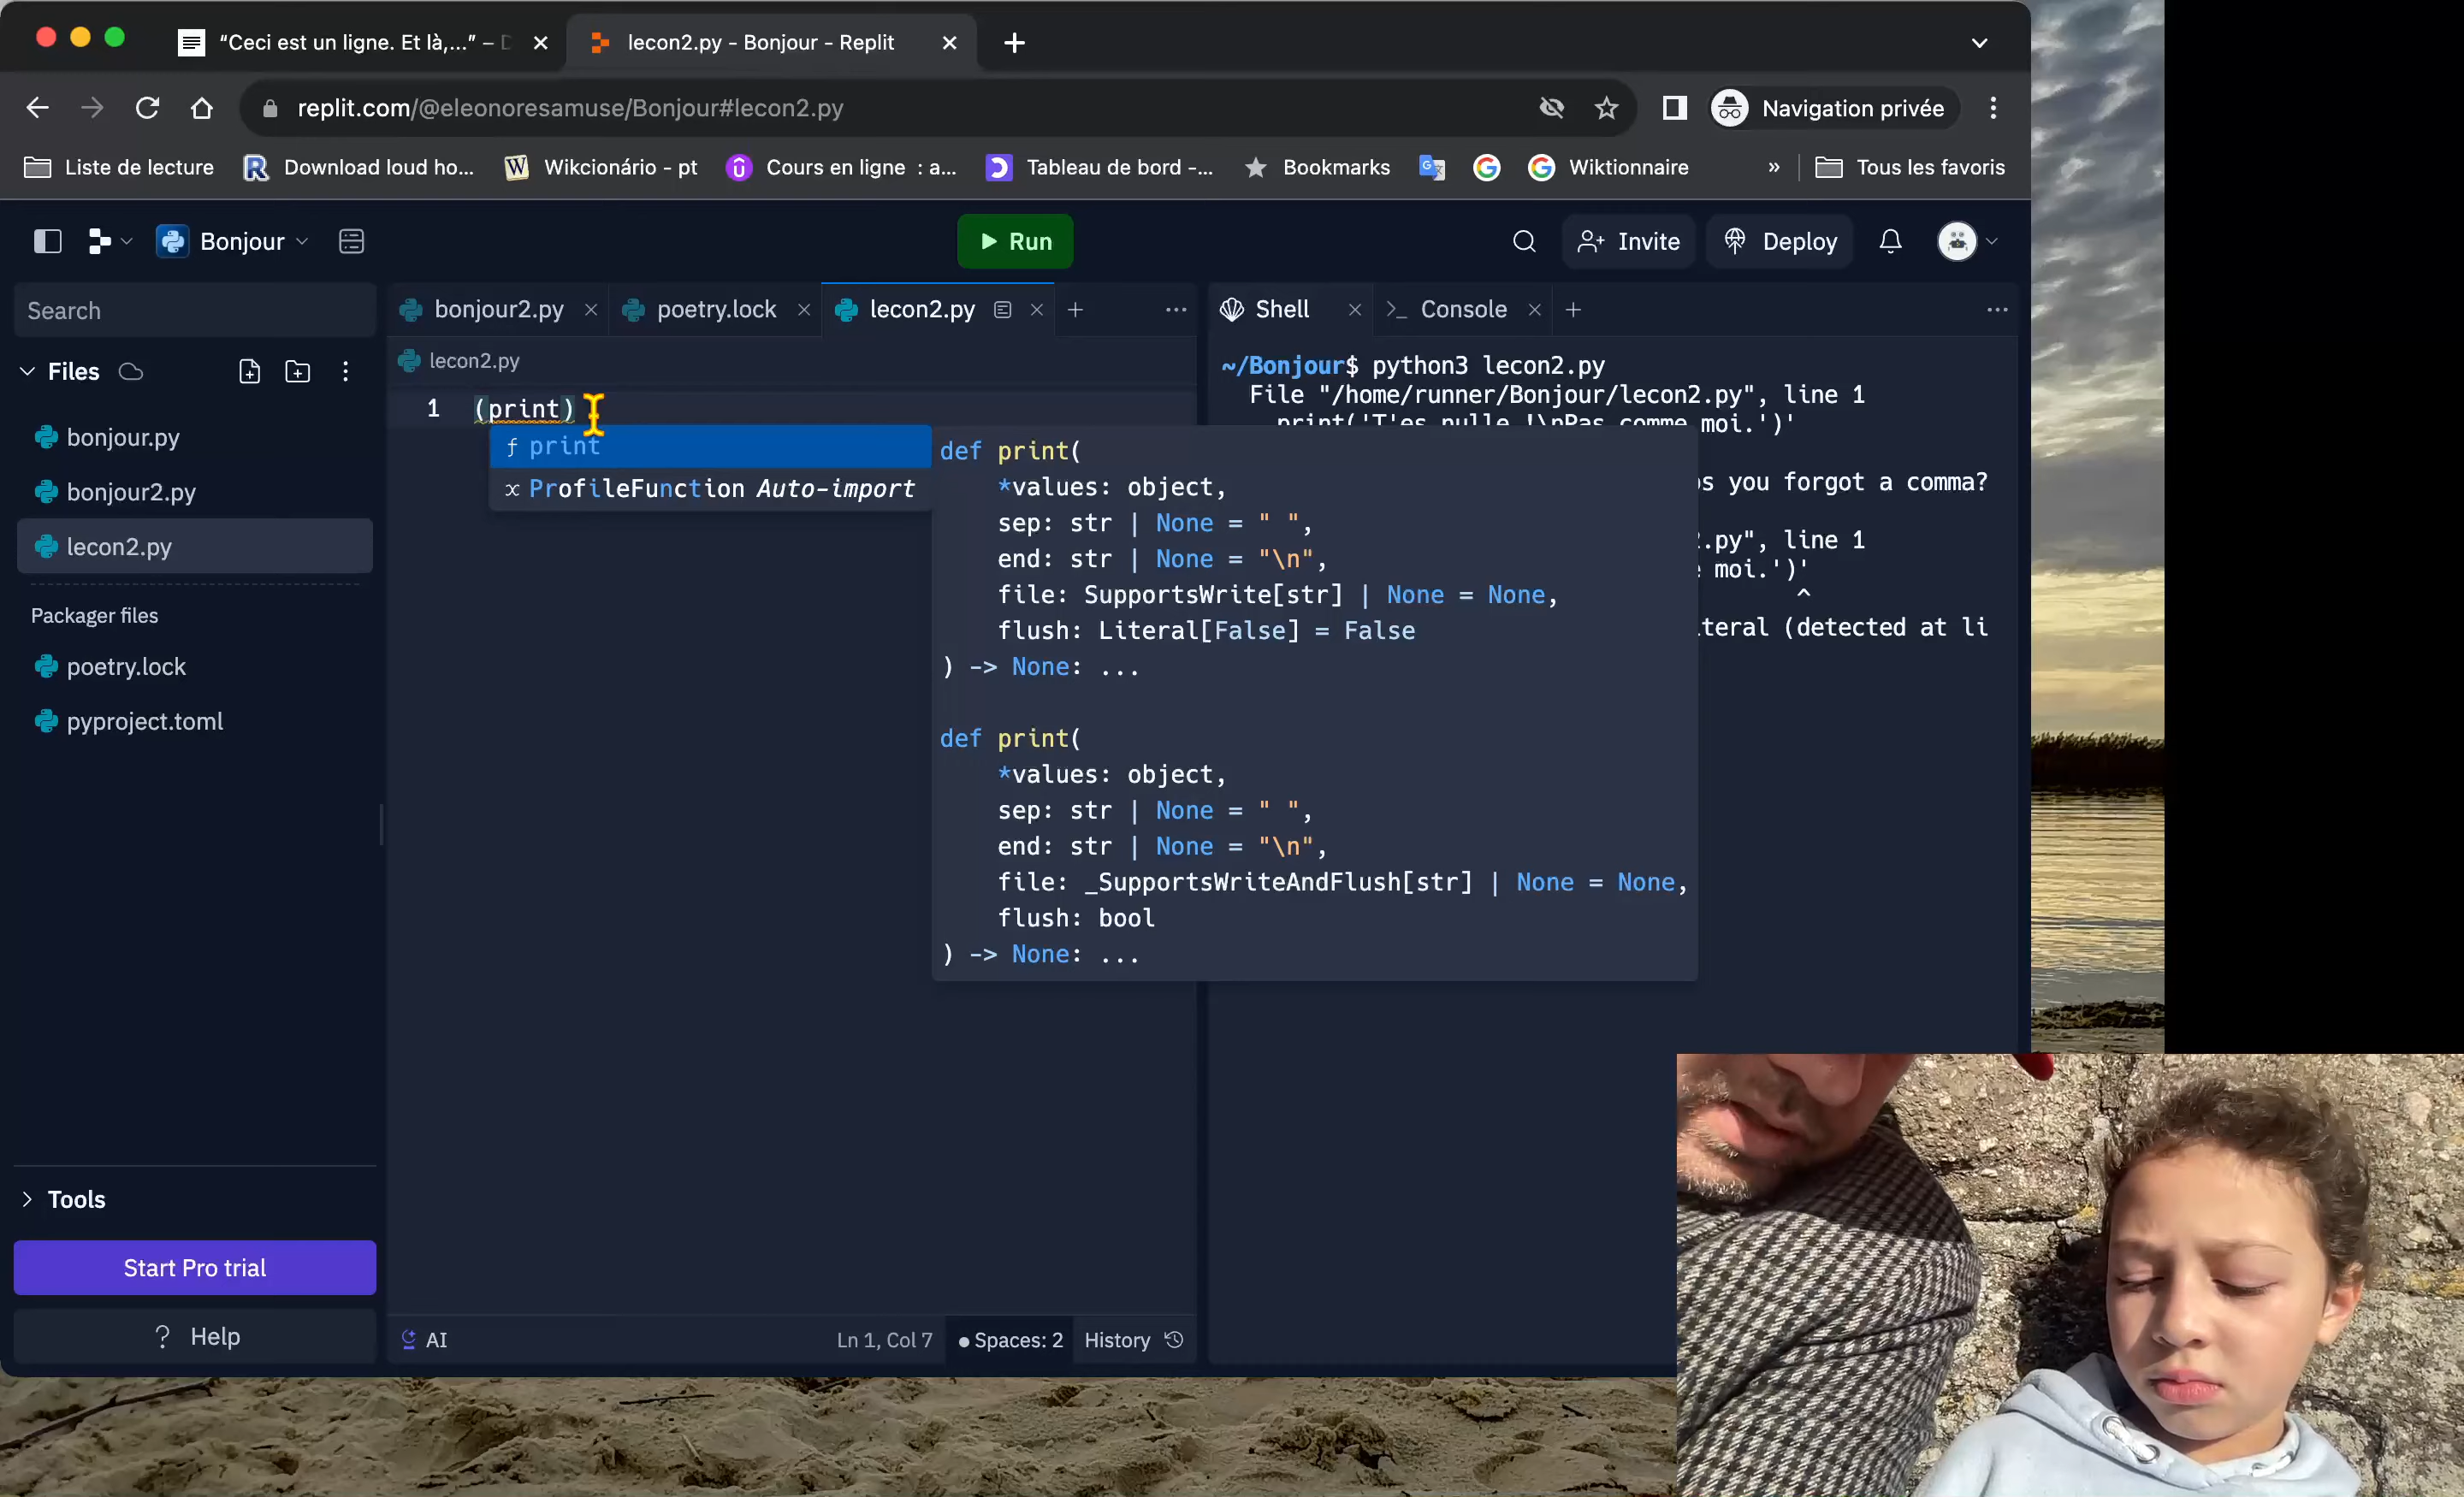 “Ceci est un ligne. Et là,...” –
lecon2.py - Bonjour - Replit
replit.com/@eleonoresamuse/Bonjour#lecon2.py
Navigation privée
Liste de lecture
Download loud ho...
Wikcionário - pt
Cours en ligne : a...
Tableau de bord -...
Bookmarks
Wiktionnaire
»
Tous les favoris
Bonjour
Run
Invite
Deploy
Search
bonjour2.py
poetry.lock
lecon2.py
Shell
Console
Files
lecon2.py
bonjour.py
bonjour2.py
lecon2.py
Packager files
poetry.lock
pyproject.toml
1 (print)
ƒ print
ProfileFunction Auto-import
def print(
*values: object,
sep: str | None = " ",
end: str | None = "\n",
file: SupportsWrite[str] | None = None,
flush: Literal[False] = False
) -> None: ...
def print(
*values: object,
sep: str | None = " ",
end: str | None = "\n",
file: _SupportsWriteAndFlush[str] | None = None,
flush: bool
) -> None: ...
~/Bonjour$ python3 lecon2.py
File "/home/runner/Bonjour/lecon2.py", line 1
print('T'es nulle !\nPas comme moi.')'
you forgot a comma?
.py", line 1
moi.')'
^
(detected at li
Tools
Start Pro trial
? Help
AI
Ln 1, Col 7
Spaces: 2
History